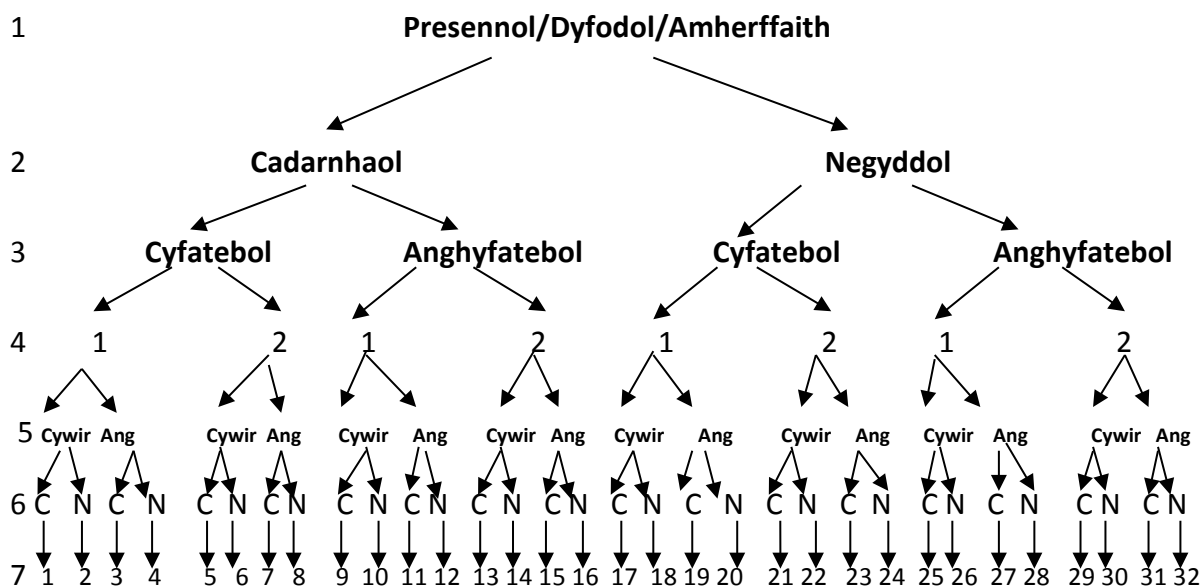 1 Presennol/Dyfodol/Amherffaith
2 Cadarnhaol Negyddol
3 Cyfatebol Anghyfatebol Cyfatebol Anghyfatebol
4 1 2 1 2 1 2 1 2
5 Cywir Ang Cywir Ang Cywir Ang Cywir Ang Cywir Ang Cywir Ang Cywir Ang Cywir Ang
6 C N C N C N C N C N C N C N C N C N C N C N C N C N C N C N C N
7 1 2 3 4 5 6 7 8 9 10 11 12 13 14 15 16 17 18 19 20 21 22 23 24 25 26 27 28 29 30 31 32